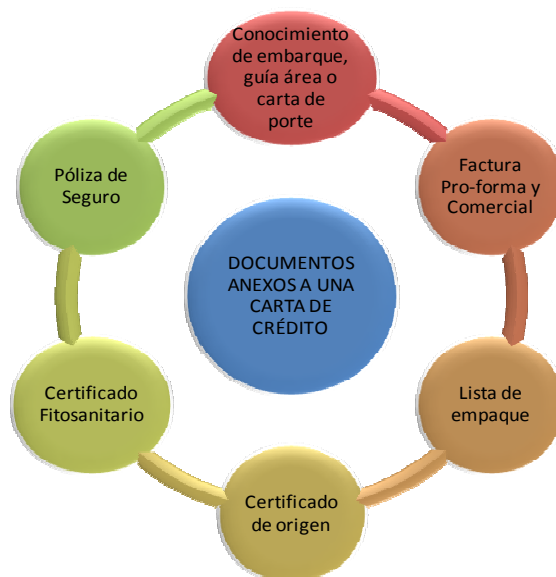 Conocimiento
de embarque,
guía área o
carta de
porte
Factura
Pro-forma y
Comercial
Lista de
empaque
Certificado
de origen
Certificado
Fitosanitario
Póliza de
Seguro
DOCUMENTOS
ANEXOS A UNA
CARTA DE
CRÉDITO